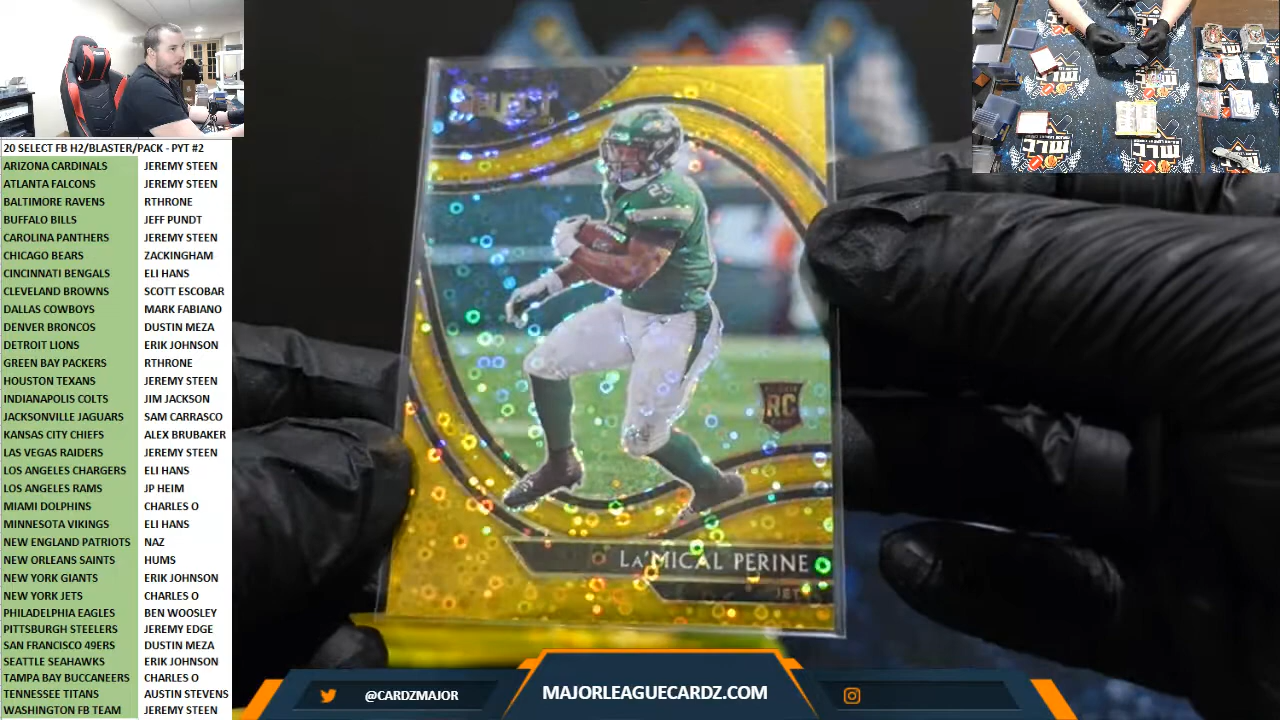 20 SELECT FB H2/BLASTER/PACK - PYT #2
ARIZONA CARDINALS JEREMY STEEN
ATLANTA FALCONS JEREMY STEEN
BALTIMORE RAVENS RTHRONE
BUFFALO BILLS JEFF PUNDT
CAROLINA PANTHERS JEREMY STEEN
CHICAGO BEARS ZACKINGHAM
CINCINNATI BENGALS ELI HANS
CLEVELAND BROWNS SCOTT ESCOBAR
DALLAS COWBOYS MARK FABIANO
DENVER BRONCOS DUSTIN MEZA
DETROIT LIONS ERIK JOHNSON
GREEN BAY PACKERS RTHRONE
HOUSTON TEXANS JEREMY STEEN
INDIANAPOLIS COLTS JIM JACKSON
JACKSONVILLE JAGUARS SAM CARRASCO
KANSAS CITY CHIEFS ALEX BRUBAKER
LAS VEGAS RAIDERS JEREMY STEEN
LOS ANGELES CHARGERS ELI HANS
LOS ANGELES RAMS JP HEIM
MIAMI DOLPHINS CHARLES O
MINNESOTA VIKINGS ELI HANS
NEW ENGLAND PATRIOTS NAZ
NEW ORLEANS SAINTS HUMS
NEW YORK GIANTS ERIK JOHNSON
NEW YORK JETS CHARLES O
PHILADELPHIA EAGLES BEN WOOSLEY
PITTSBURGH STEELERS JEREMY EDGE
SAN FRANCISCO 49ERS DUSTIN MEZA
SEATTLE SEAHAWKS ERIK JOHNSON
TAMPA BAY BUCCANEERS CHARLES O
TENNESSEE TITANS AUSTIN STEVENS
WASHINGTON FB TEAM JEREMY STEEN
SELECT
RC
LA'MICAL PERINE
JETS
@CARDZMAJOR
MAJORLEAGUECARDZ.COM
MLC
MLC
MLC